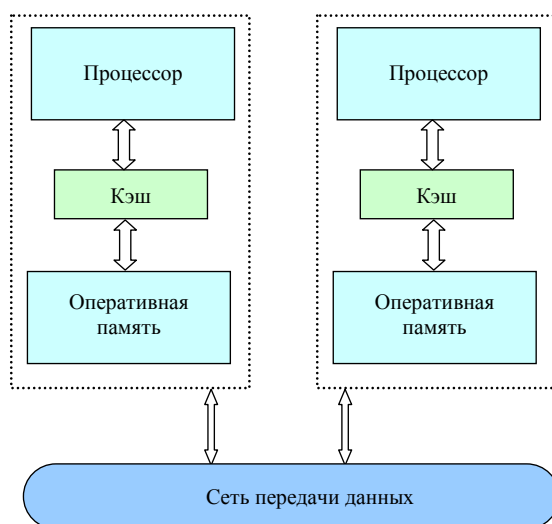 Процессор
Кэш
Оперативная
память
Процессор
Кэш
Оперативная
память
Сеть передачи данных